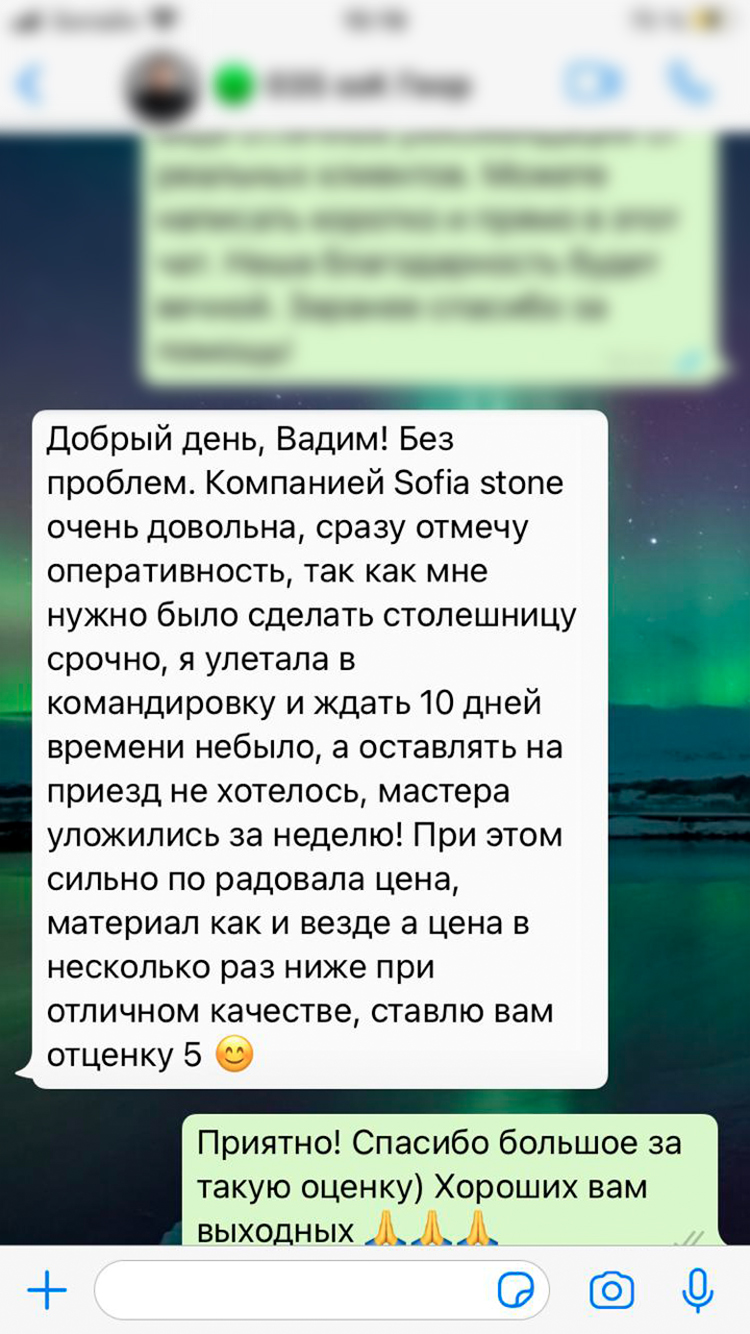 Добрый день, Вадим! Без
проблем. Компанией Sofia stone
очень довольна, сразу отмечу
оперативность, так как мне
нужно было сделать столешницу
срочно, я улетала в
командировку и ждать 10 дней
времени небыло, а оставлять на
приезд не хотелось, мастера
уложились за неделю! При этом
сильно по радовала цена,
материал как и везде а цена в
несколько раз ниже при
отличном качестве, ставлю вам
отценку 5 😊
Приятно! Спасибо большое за
такую оценку) Хороших вам
выходных 🙏🙏🙏